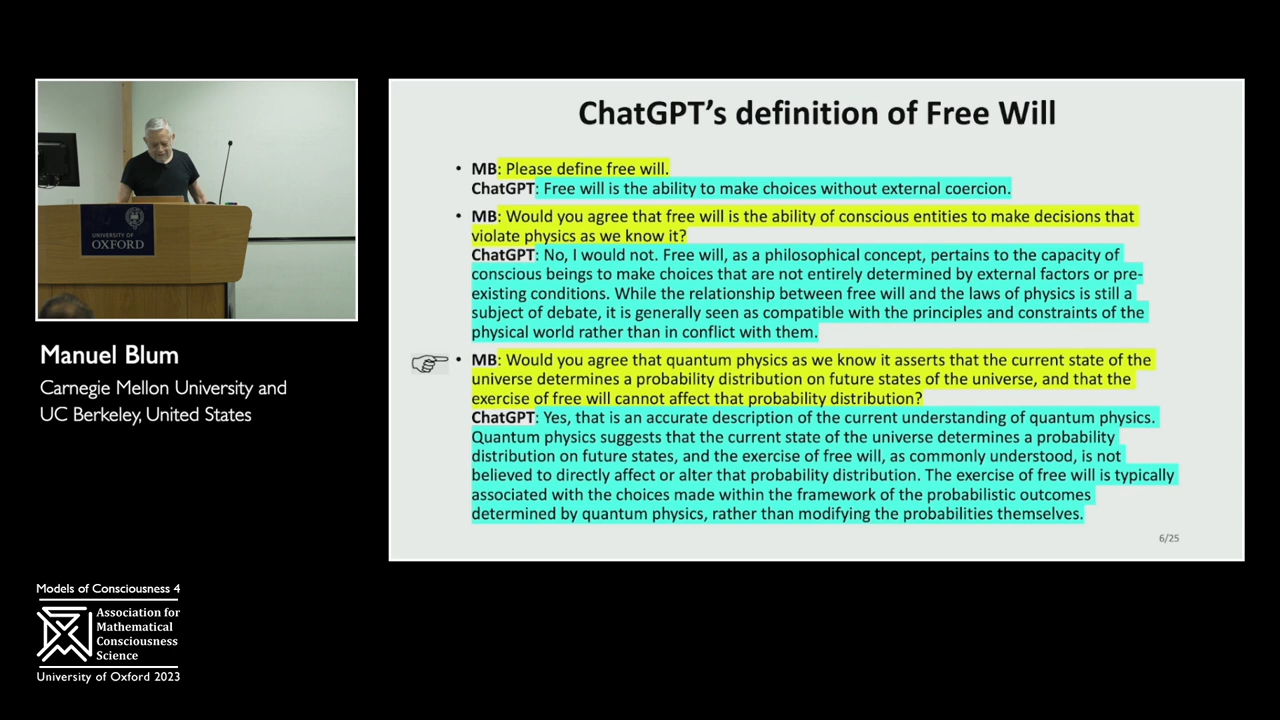 ChatGPT's definition of Free Will
• MB: Please define free will.
ChatGPT: Free will is the ability to make choices without external coercion.
• MB: Would you agree that free will is the ability of conscious entities to make decisions that
violate physics as we know it?
ChatGPT: No, I would not. Free will, as a philosophical concept, pertains to the capacity of
conscious beings to make choices that are not entirely determined by external factors or pre-
existing conditions. While the relationship between free will and the laws of physics is still a
subject of debate, it is generally seen as compatible with the principles and constraints of the
physical world rather than in conflict with them.
• MB: Would you agree that quantum physics as we know it asserts that the current state of the
universe determines a probability distribution on future states of the universe, and that the
exercise of free will cannot affect that probability distribution?
ChatGPT: Yes, that is an accurate description of the current understanding of quantum physics.
Quantum physics suggests that the current state of the universe determines a probability
distribution on future states, and the exercise of free will, as commonly understood, is not
believed to directly affect or alter that probability distribution. The exercise of free will is typically
associated with the choices made within the framework of the probabilistic outcomes
determined by quantum physics, rather than modifying the probabilities themselves.
6/25
UNIVERSITY OF
OXFORD
Manuel Blum
Carnegie Mellon University and
UC Berkeley, United States
Models of Consciousness 4
Association for
Mathematical
Consciousness
Science
University of Oxford 2023